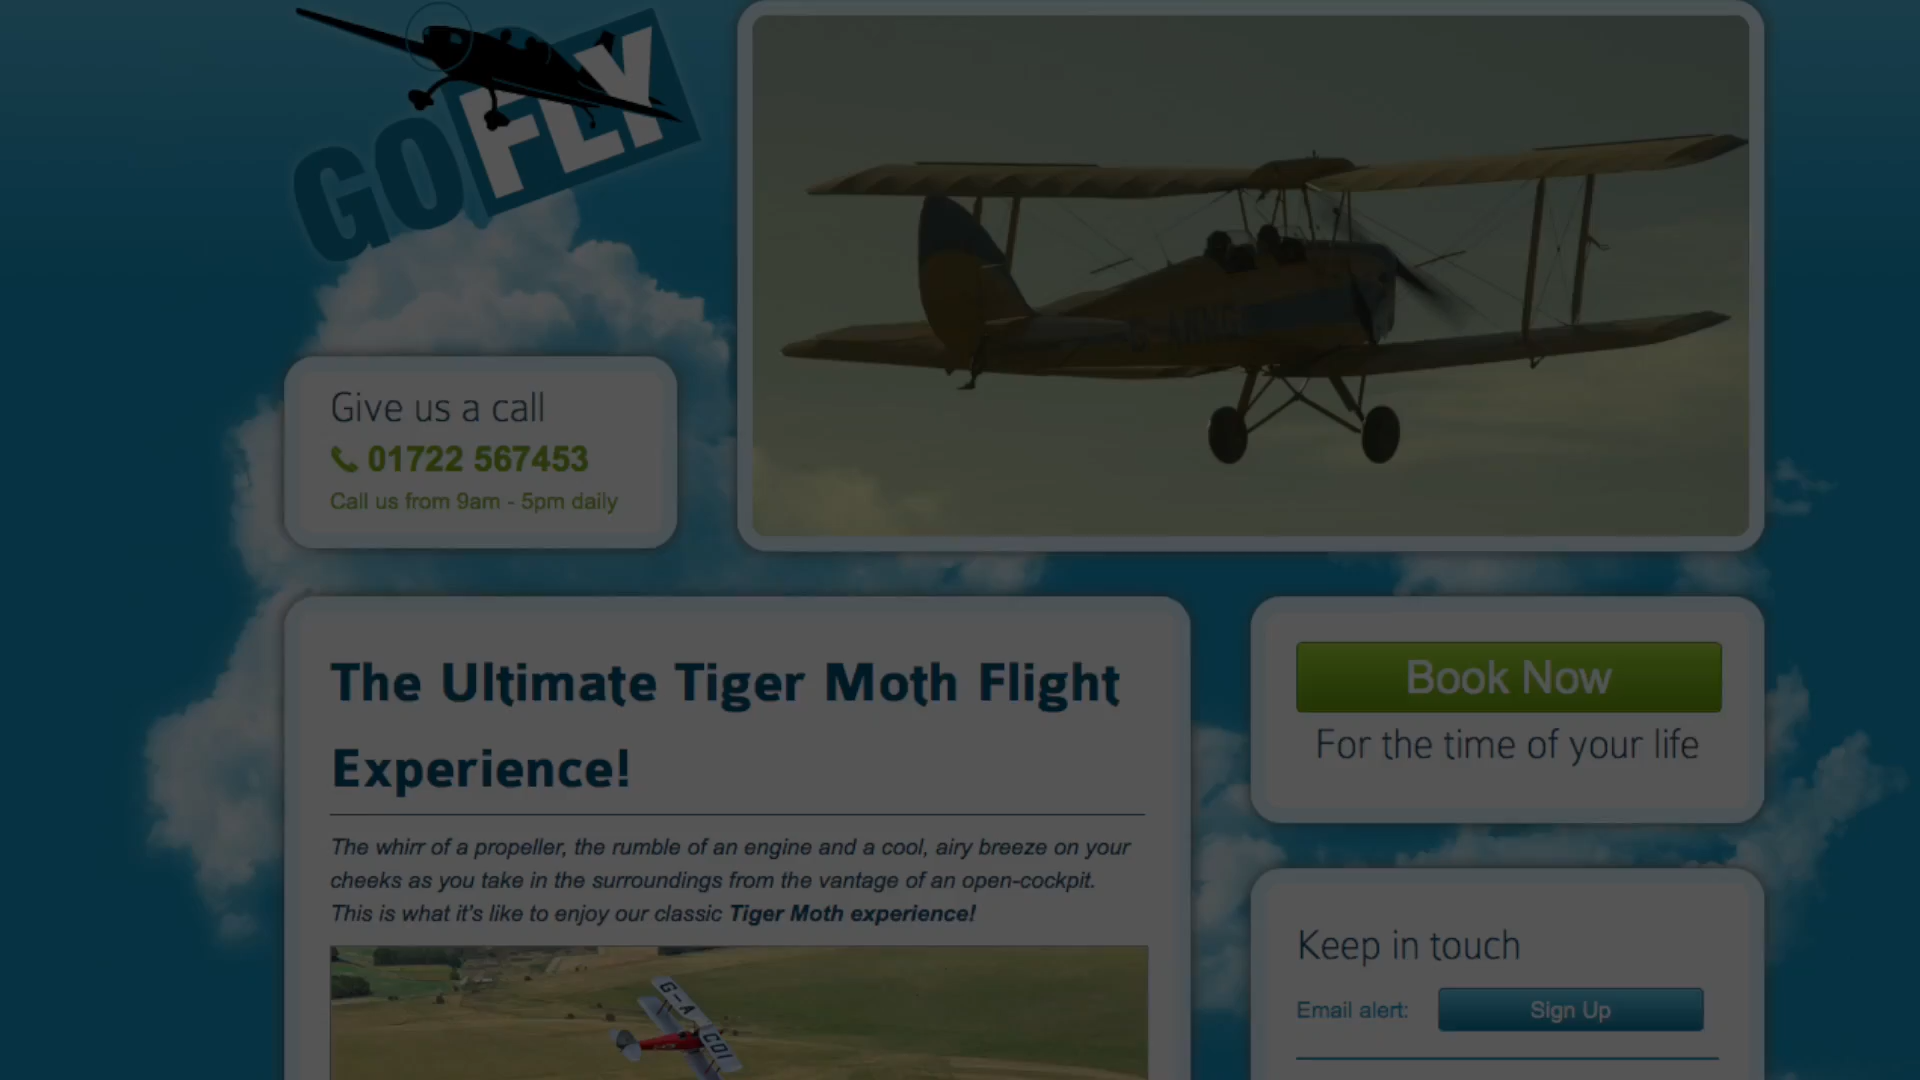 GOFLY
Give us a call
01722 567453
Call us from 9am - 5pm daily
The Ultimate Tiger Moth Flight
Experience!
The whirr of a propeller, the rumble of an engine and a cool, airy breeze on your
cheeks as you take in the surroundings from the vantage of an open-cockpit.
This is what it's like to enjoy our classic Tiger Moth experience!
G-A
COI
Book Now
For the time of your life
Keep in touch
Email alert:
Sign Up